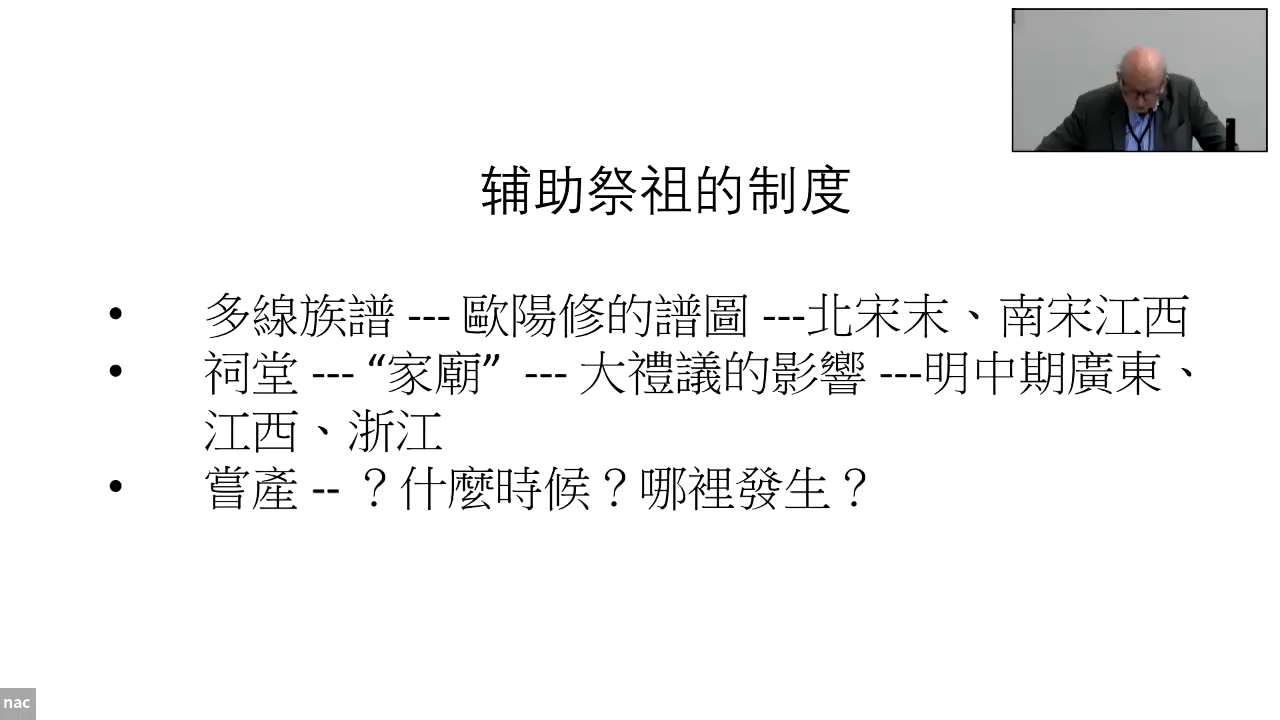 辅助祭祖的制度
• 多線族譜 --- 歐陽修的譜圖 ---北宋末、南宋江西
• 祠堂 --- “家廟” --- 大禮議的影響 ---明中期廣東、
江西、浙江
• 嘗產 -- ？什麼時候？哪裡發生？
nac